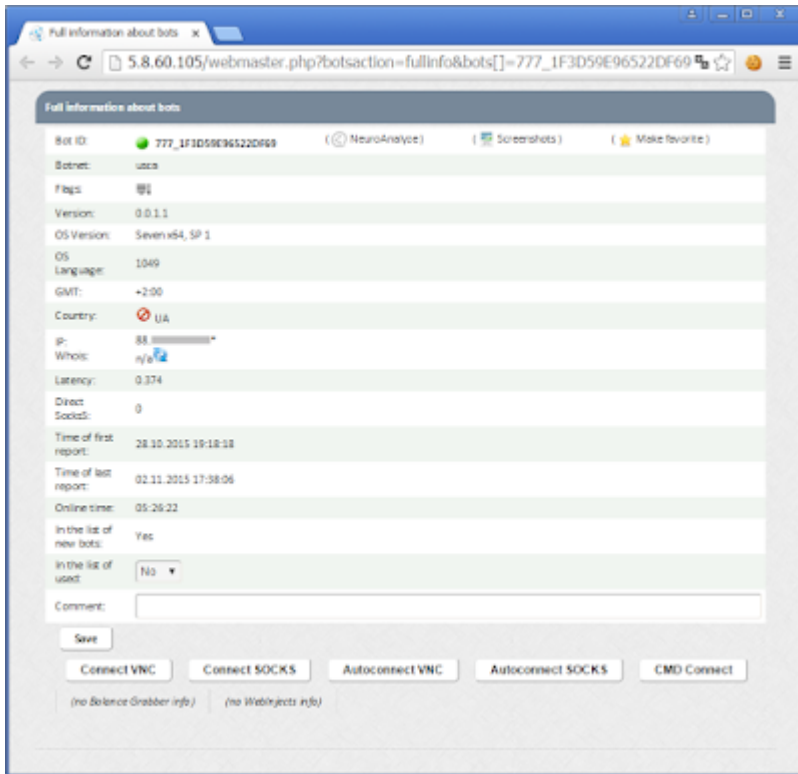 Full information about bots
5.8.60.105/webmaster.php?botsaction=fullinfo&bots[]=777_1F3D59E96522DF69
Full information about bots
Bot ID: 777_1F3D59E96522DF69 ( NeuroAnalyse ) ( Screenshots ) ( Make favorite )
Botnet: usca
Flags:
Version: 0.0.1.1
OS Version: Seven x64, SP 1
OS
Language: 1049
GMT: +2:00
Country: UA
IP: 88. *
Whois: n/a
Latency: 0.374
Direct
Socks5: 0
Time of first
report: 28.10.2015 19:18:18
Time of last
report: 02.11.2015 17:38:06
Online time: 05:26:22
In the list of
new bots: Yes
In the list of
used: No
Comment:
Save
Connect VNC Connect SOCKS Autoconnect VNC Autoconnect SOCKS CMD Connect
(no Balance Grabber info) (no WebInjects info)